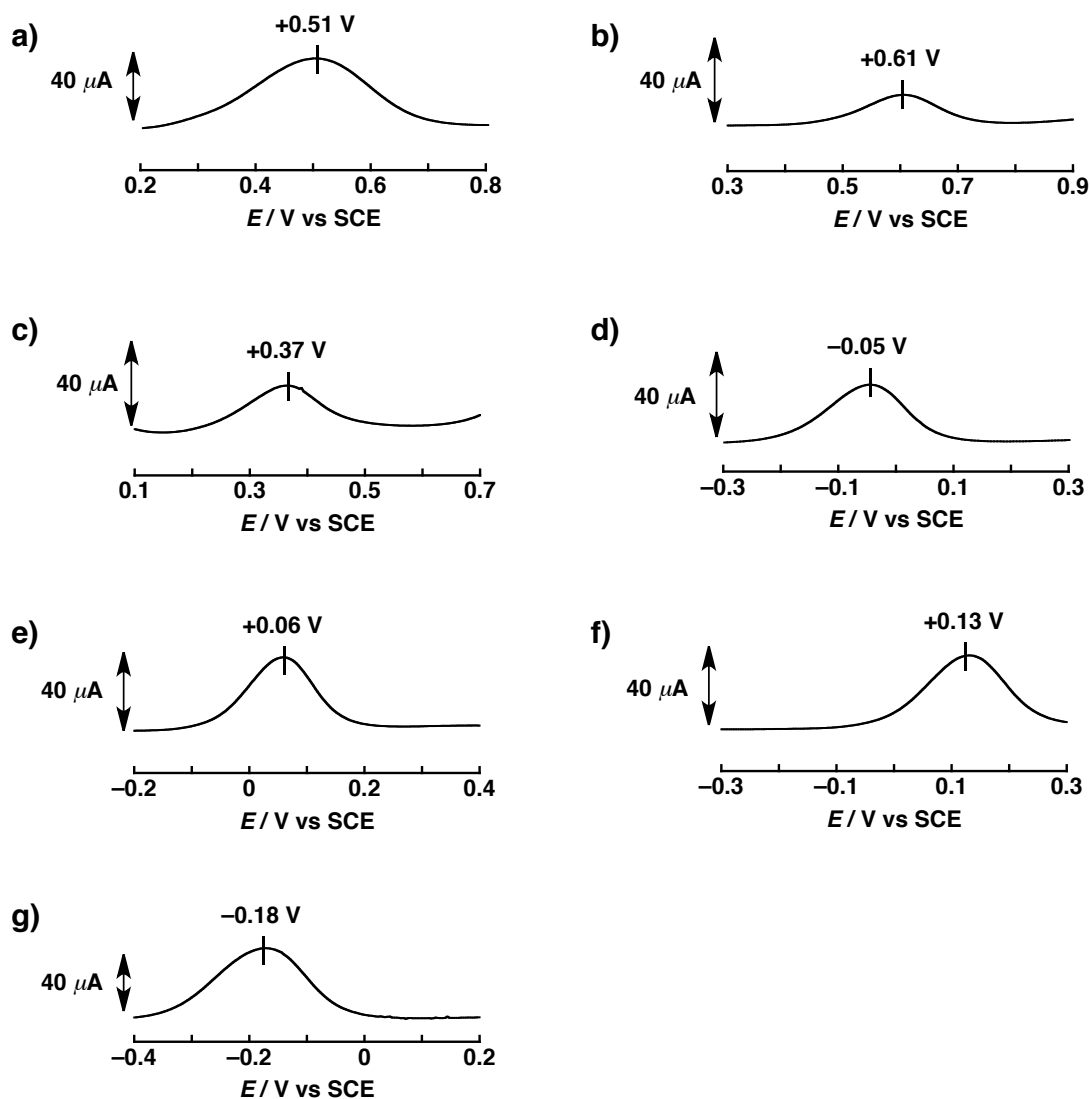 a)
+0.51 V
40 μA
0.2 0.4 0.6 0.8
E / V vs SCE
b)
+0.61 V
40 μA
0.3 0.5 0.7 0.9
E / V vs SCE
c)
+0.37 V
40 μA
0.1 0.3 0.5 0.7
E / V vs SCE
d)
–0.05 V
40 μA
–0.3 –0.1 0.1 0.3
E / V vs SCE
e)
+0.06 V
40 μA
–0.2 0 0.2 0.4
E / V vs SCE
f)
+0.13 V
40 μA
–0.3 –0.1 0.1 0.3
E / V vs SCE
g)
–0.18 V
40 μA
–0.4 –0.2 0 0.2
E / V vs SCE